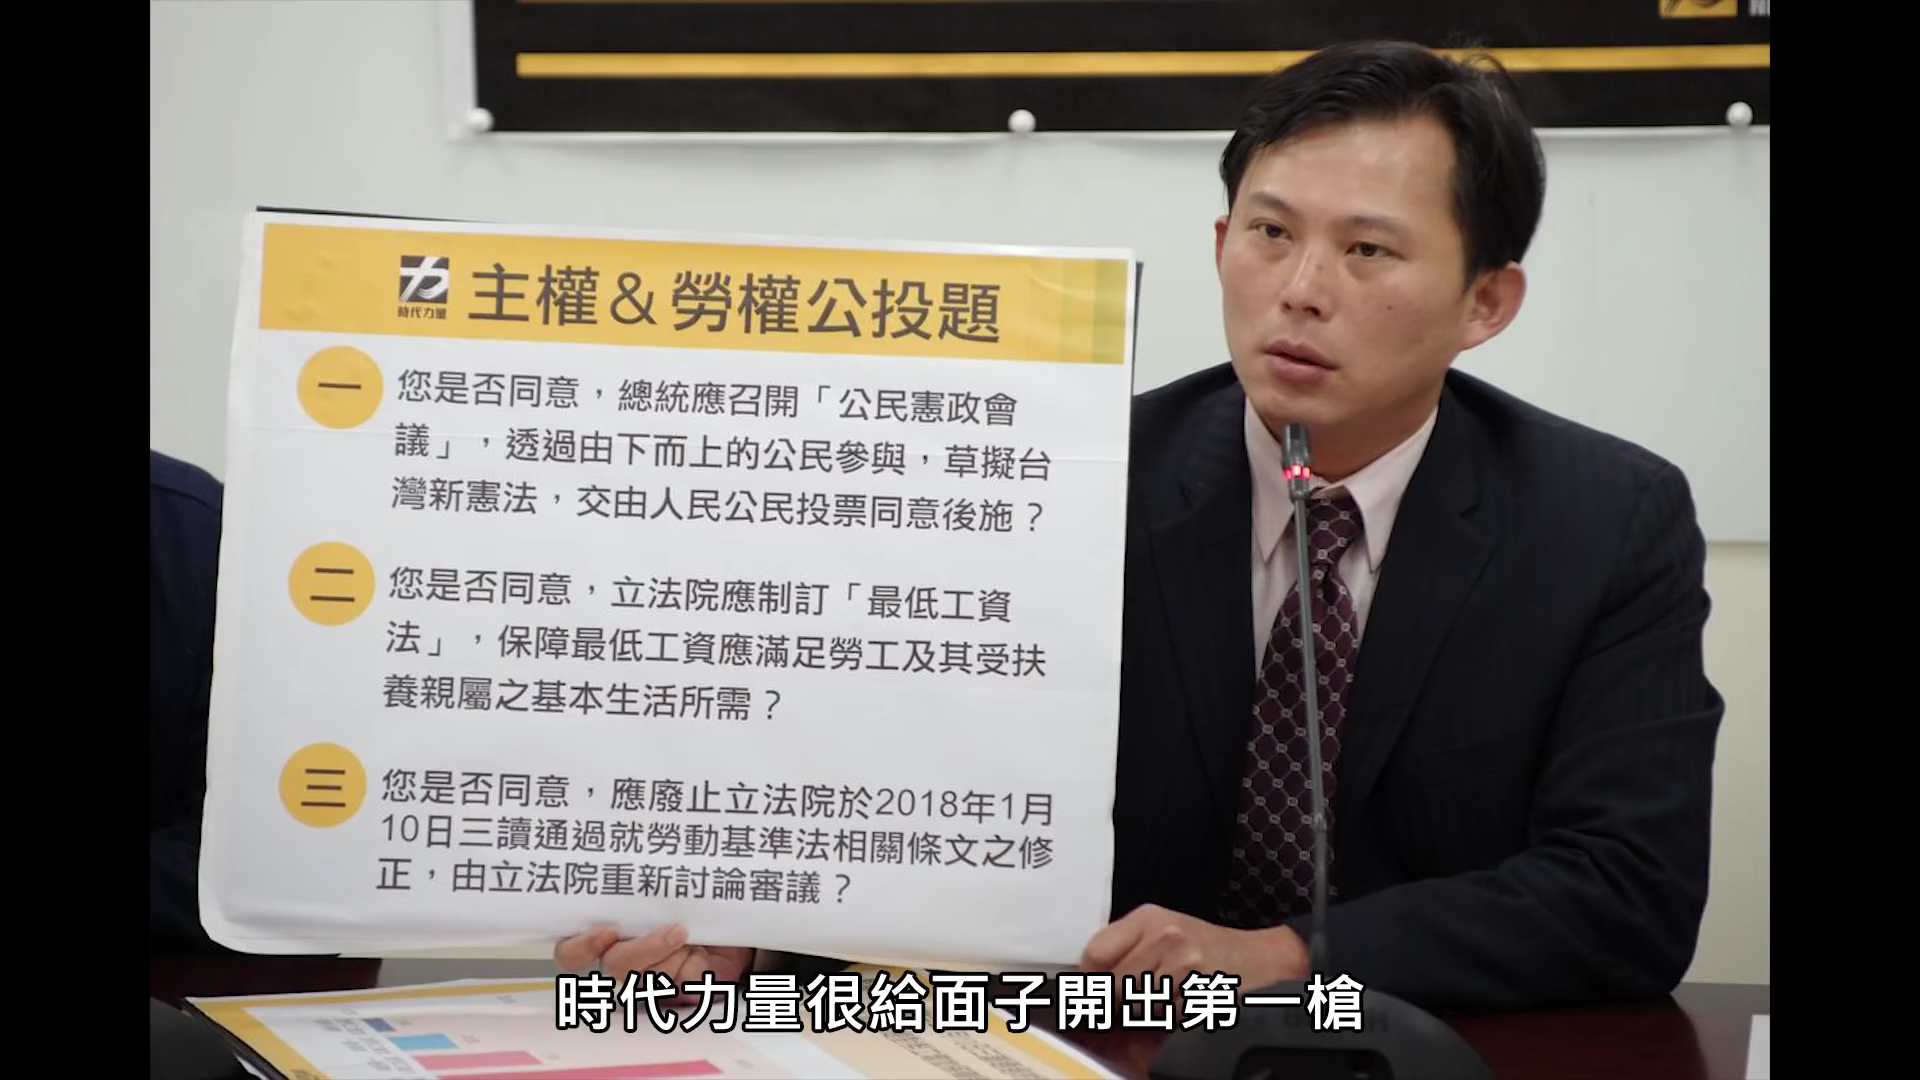 時代力量
主權＆勞權公投題
一
您是否同意，總統應召開「公民憲政會
議」，透過由下而上的公民參與，草擬台
灣新憲法，交由人民公民投票同意後施？
二
您是否同意，立法院應制訂「最低工資
法」，保障最低工資應滿足勞工及其受扶
養親屬之基本生活所需？
三
您是否同意，應廢止立法院於2018年1月
10日三讀通過就勞動基準法相關條文之修
正，由立法院重新討論審議？
時代力量很給面子開出第一槍